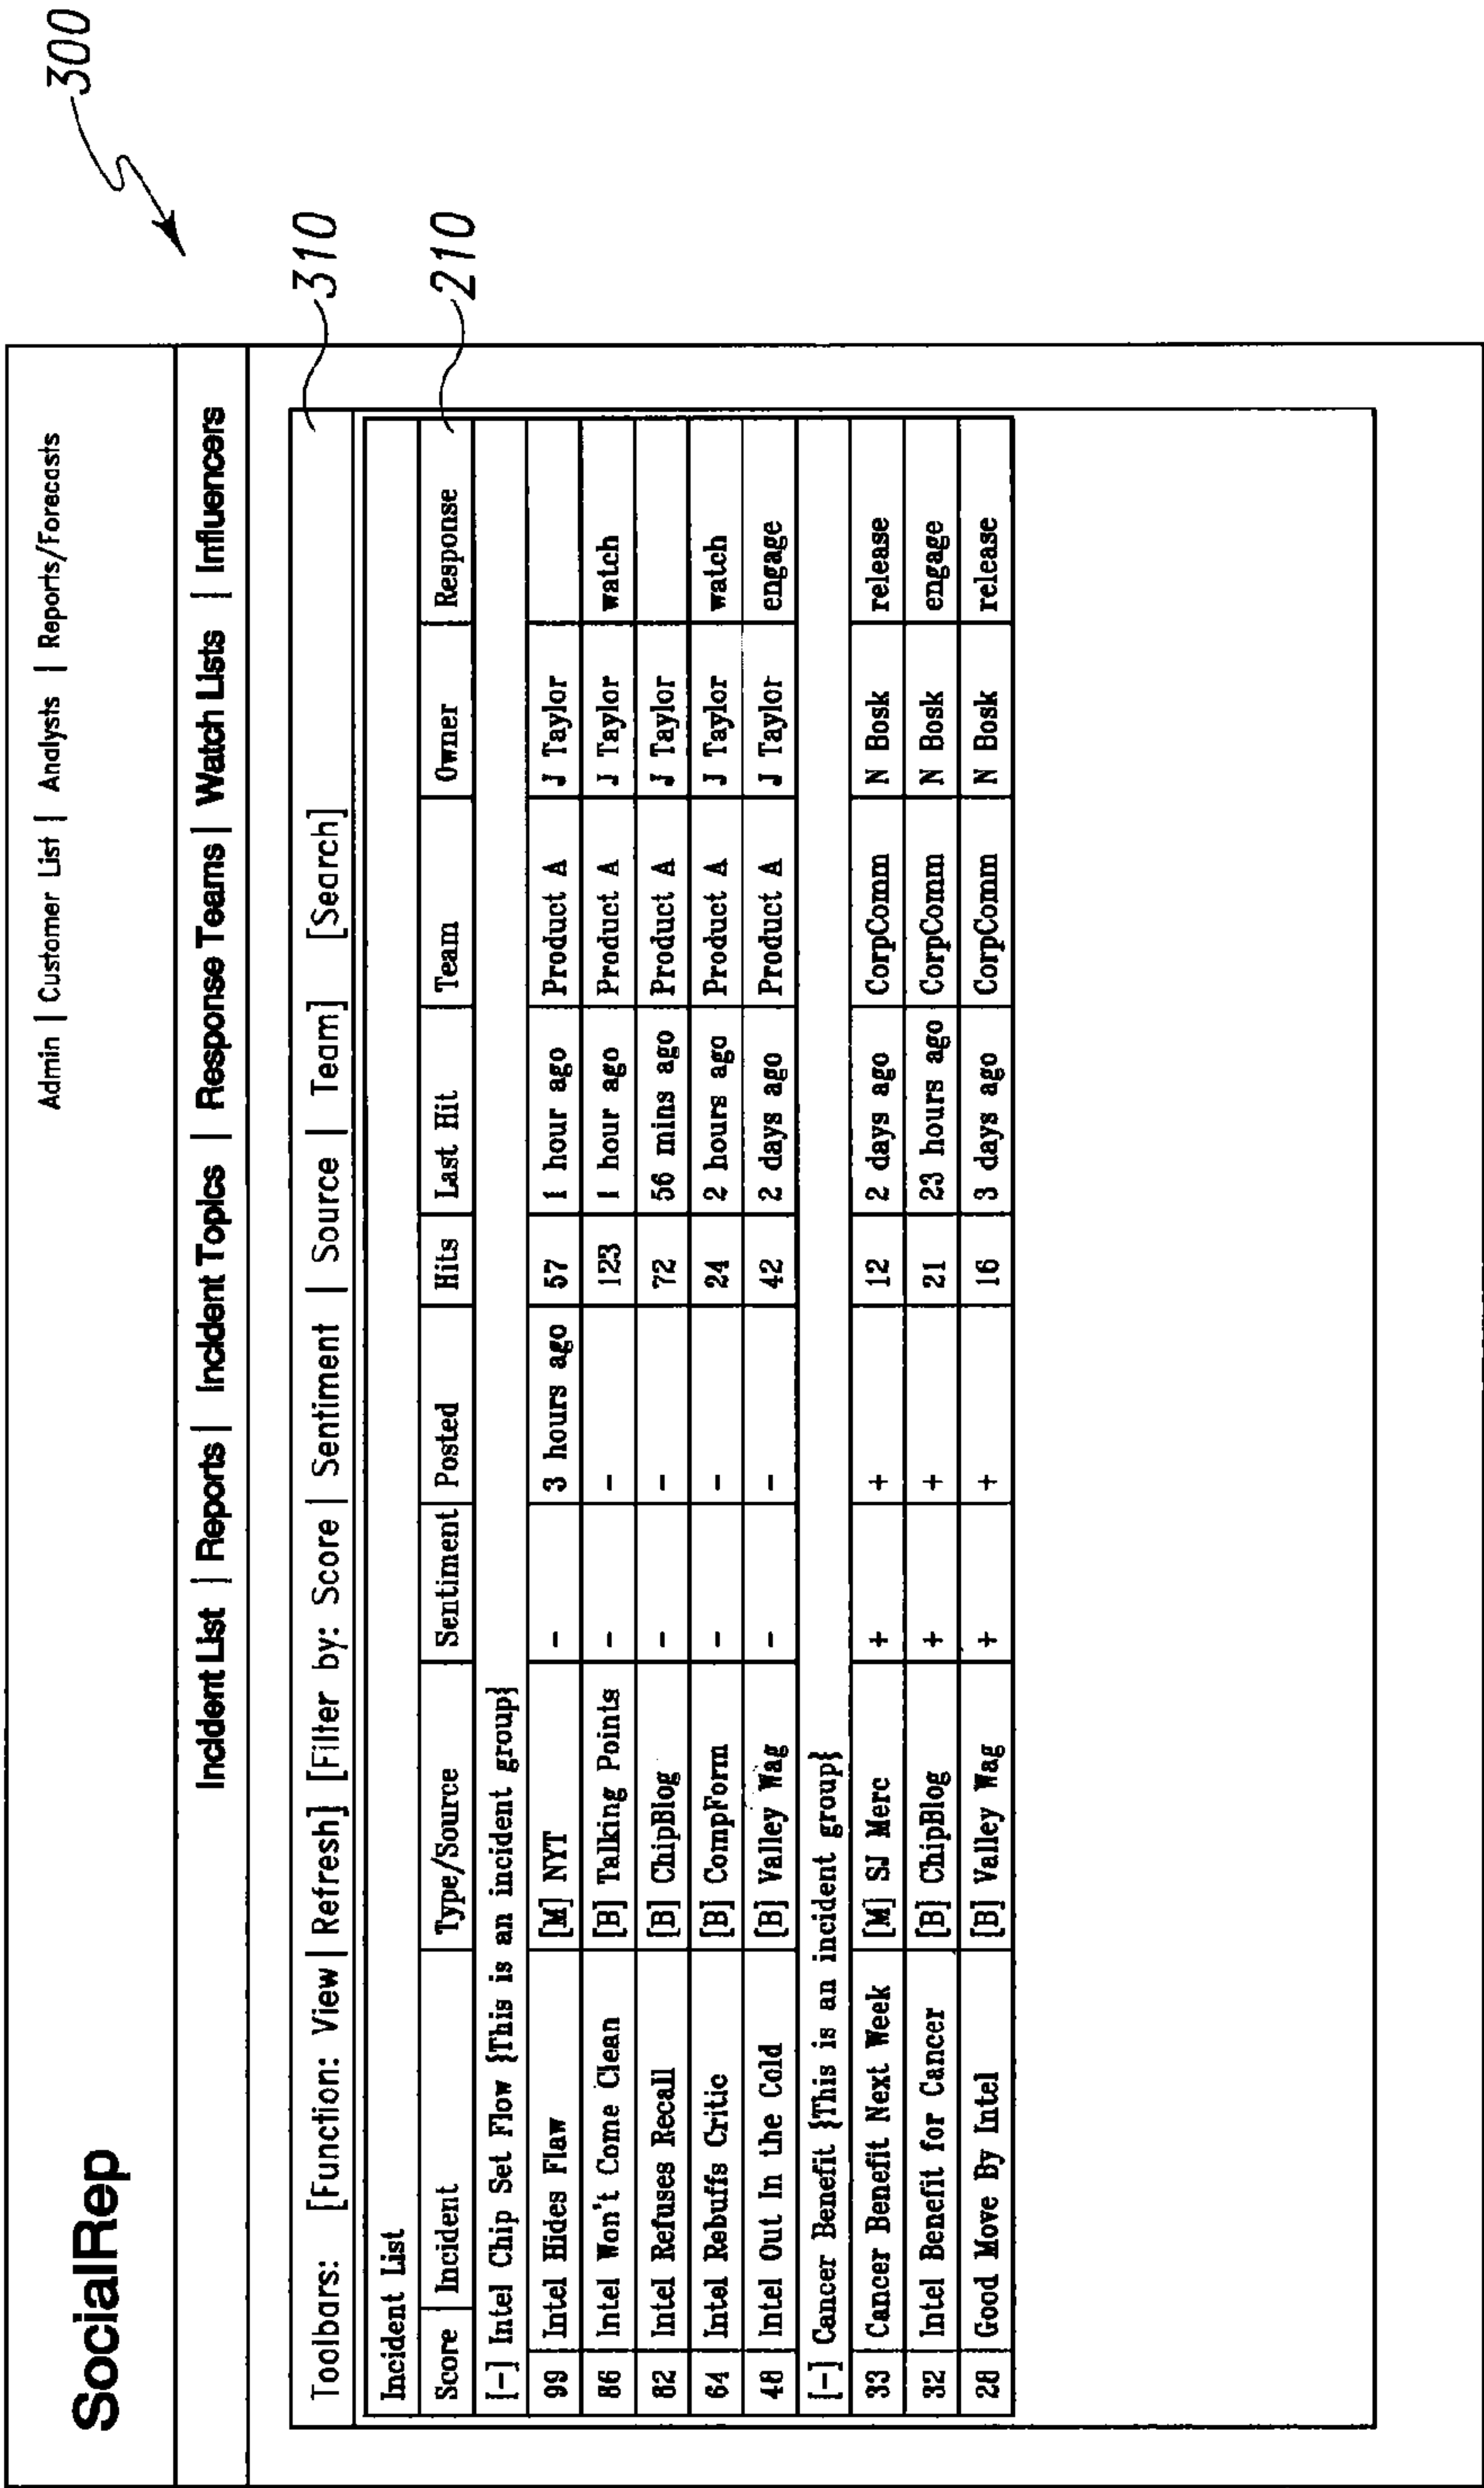 SocialRep
Admin | Customer List | Analysts | Reports/Forecasts
Incident List | Reports | Incident Topics | Response Teams | Watch Lists | Influencers
Toolbars: [Function: View | Refresh] [Filter by: Score | Sentiment | Source | Team] [Search]
Incident List
Score Incident Type/Source Sentiment Posted Hits Last Hit Team Owner Response
[-] Intel Chip Set Flow {This is an incident group}
99 Intel Hides Flaw [M] NYT - 3 hours ago 57 1 hour ago Product A J Taylor
86 Intel Won't Come Clean [B] Talking Points - - 123 1 hour ago Product A J Taylor watch
82 Intel Refuses Recall [B] ChipBlog - - 72 56 mins ago Product A J Taylor
64 Intel Rebuffs Critic [B] CompForm - - 24 2 hours ago Product A J Taylor watch
48 Intel Out In the Cold [B] Valley Wag - - 42 2 days ago Product A J Taylor engage
[-] Cancer Benefit {This is an incident group}
33 Cancer Benefit Next Week [M] SJ Merc + + 12 2 days ago CorpComm N Bosk release
32 Intel Benefit for Cancer [B] ChipBlog + + 21 23 hours ago CorpComm N Bosk engage
28 Good Move By Intel [B] Valley Wag + + 16 3 days ago CorpComm N Bosk release
300
310
210